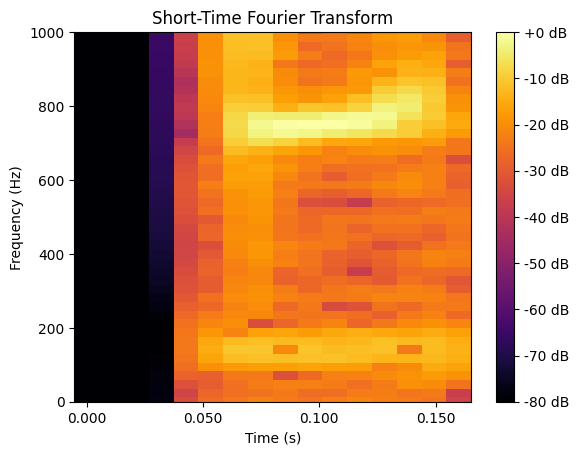 Short-Time Fourier Transform
1000
800
600
400
200
0
Frequency (Hz)
0.000
0.050
0.100
0.150
Time (s)
+0 dB
-10 dB
-20 dB
-30 dB
-40 dB
-50 dB
-60 dB
-70 dB
-80 dB